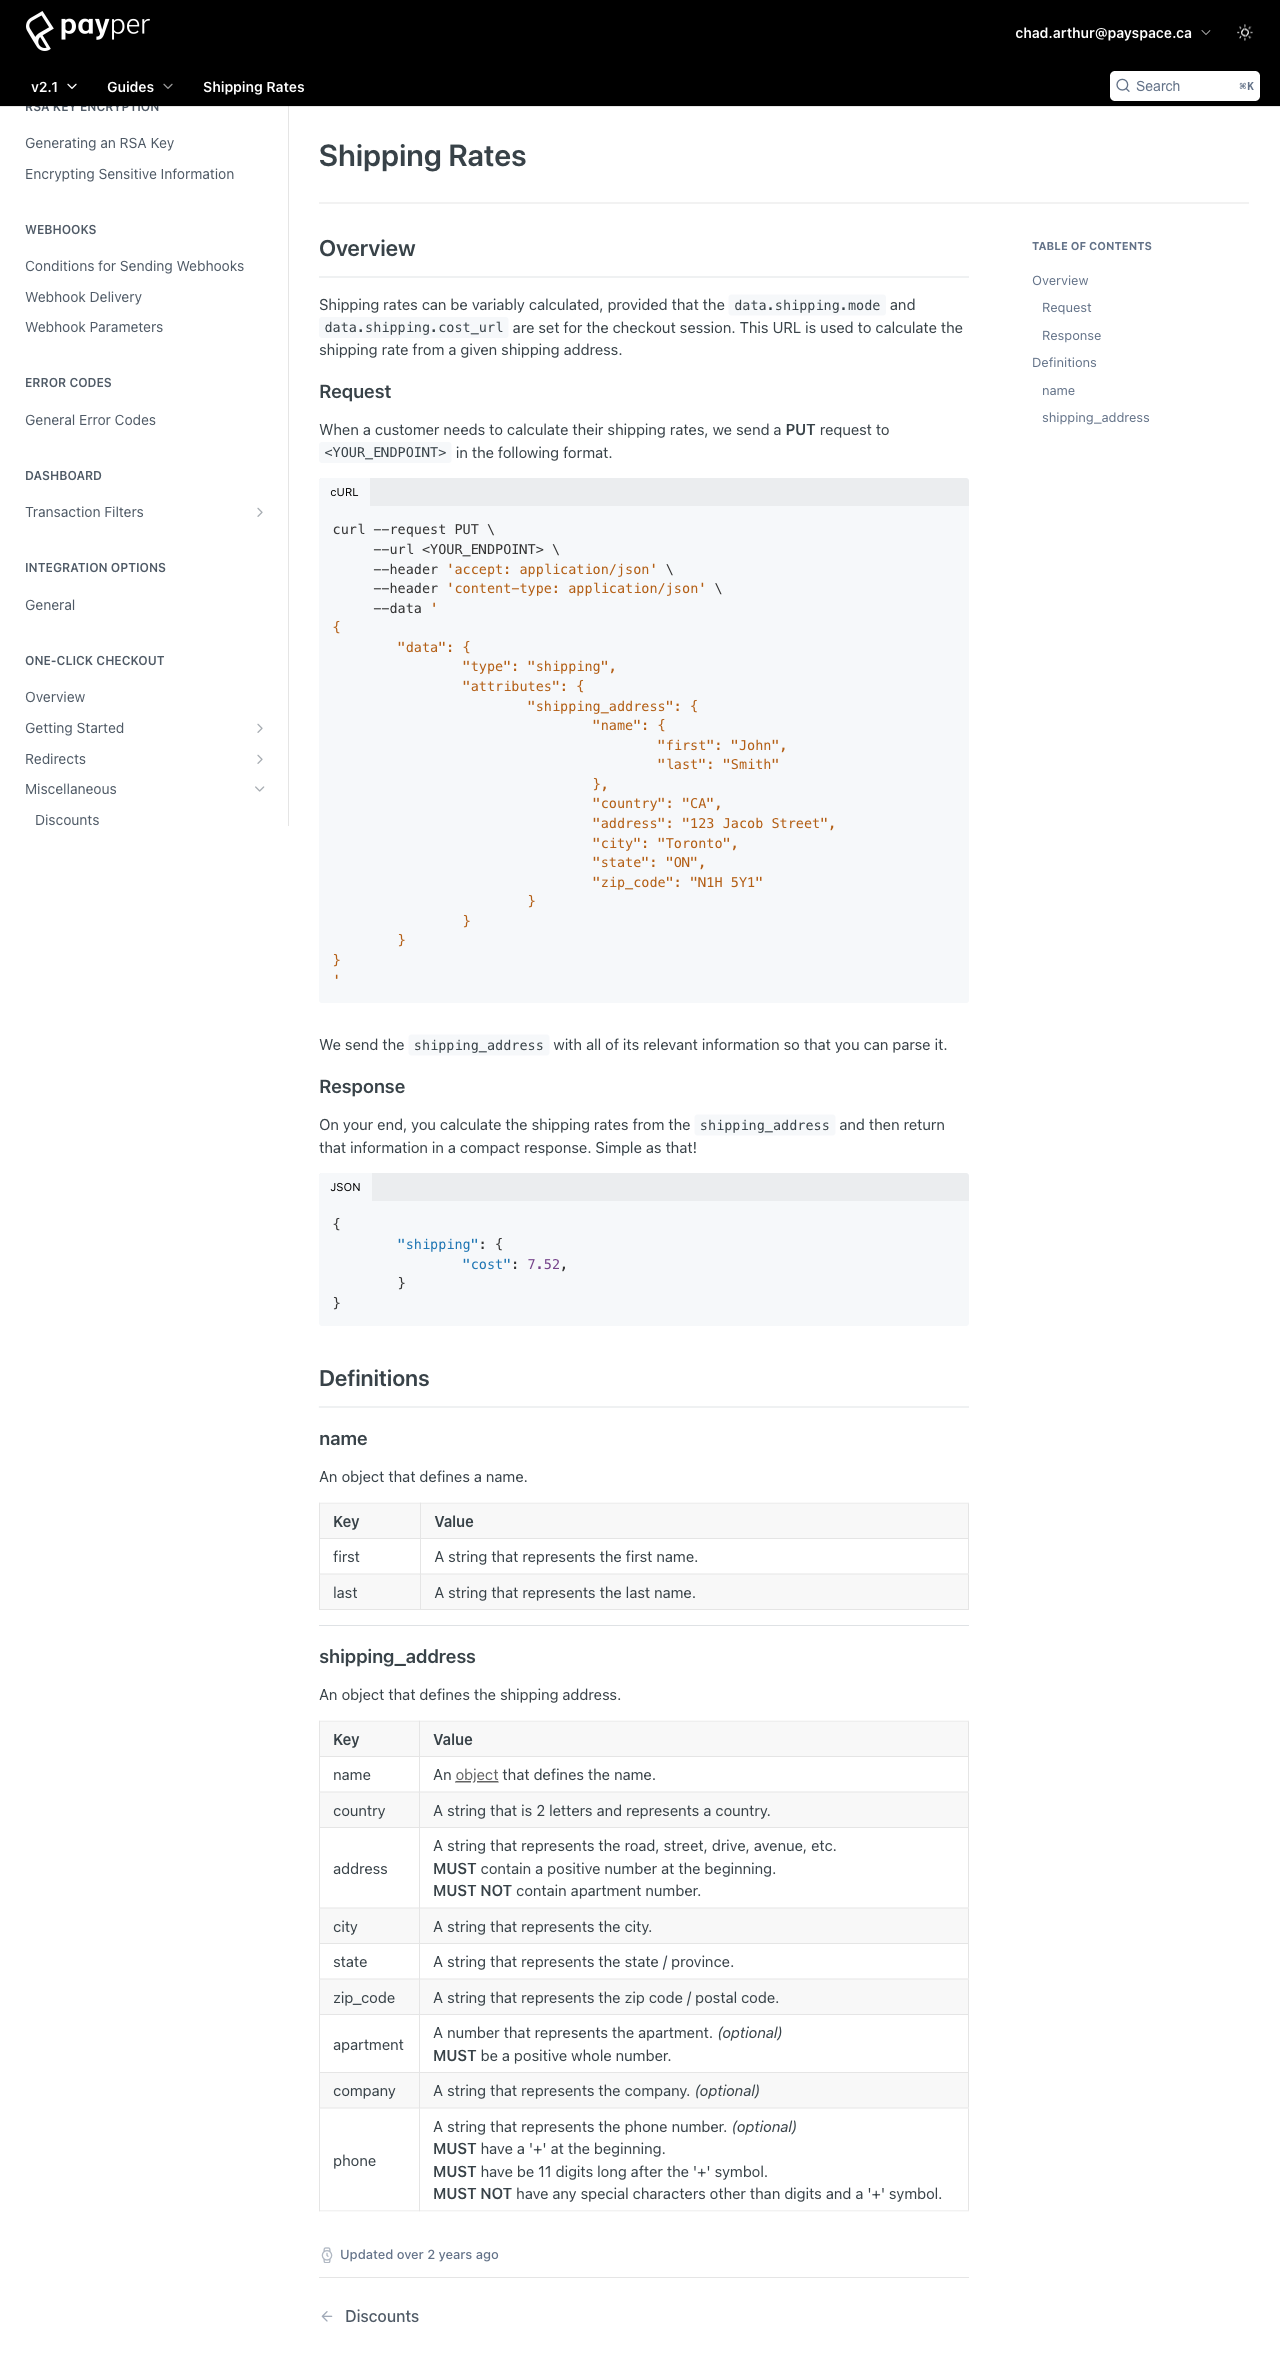 payper
chad.arthur@payspace.ca
v2.1
Guides
Shipping Rates
Search
⌘K
RSA KEY ENCRYPTION
Generating an RSA Key
Encrypting Sensitive Information
WEBHOOKS
Conditions for Sending Webhooks
Webhook Delivery
Webhook Parameters
ERROR CODES
General Error Codes
DASHBOARD
Transaction Filters
INTEGRATION OPTIONS
General
ONE-CLICK CHECKOUT
Overview
Getting Started
Redirects
Miscellaneous
Discounts
Shipping Rates
Overview
Shipping rates can be variably calculated, provided that the data.shipping.mode and
data.shipping.cost_url are set for the checkout session. This URL is used to calculate the
shipping rate from a given shipping address.
Request
When a customer needs to calculate their shipping rates, we send a PUT request to
<YOUR_ENDPOINT> in the following format.
cURL
curl --request PUT \
--url <YOUR_ENDPOINT> \
--header 'accept: application/json' \
--header 'content-type: application/json' \
--data '
{
"data": {
"type": "shipping",
"attributes": {
"shipping_address": {
"name": {
"first": "John",
"last": "Smith"
},
"country": "CA",
"address": "123 Jacob Street",
"city": "Toronto",
"state": "ON",
"zip_code": "N1H 5Y1"
}
}
}
}
'
We send the shipping_address with all of its relevant information so that you can parse it.
Response
On your end, you calculate the shipping rates from the shipping_address and then return
that information in a compact response. Simple as that!
JSON
{
"shipping": {
"cost": 7.52,
}
}
Definitions
name
An object that defines a name.
Key Value
first A string that represents the first name.
last A string that represents the last name.
shipping_address
An object that defines the shipping address.
Key Value
name An object that defines the name.
country A string that is 2 letters and represents a country.
address A string that represents the road, street, drive, avenue, etc.
MUST contain a positive number at the beginning.
MUST NOT contain apartment number.
city A string that represents the city.
state A string that represents the state / province.
zip_code A string that represents the zip code / postal code.
apartment A number that represents the apartment. (optional)
MUST be a positive whole number.
company A string that represents the company. (optional)
phone A string that represents the phone number. (optional)
MUST have a '+' at the beginning.
MUST have be 11 digits long after the '+' symbol.
MUST NOT have any special characters other than digits and a '+' symbol.
Updated over 2 years ago
← Discounts
TABLE OF CONTENTS
Overview
Request
Response
Definitions
name
shipping_address